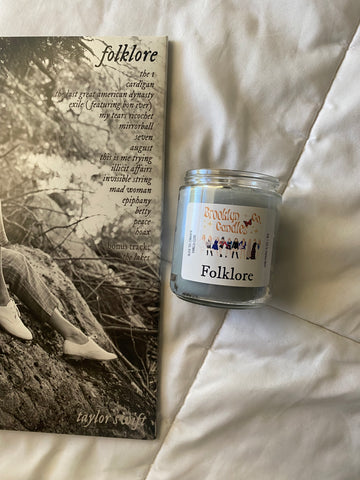 folklore
the 1
cardigan
the last great american dynasty
exile (featuring bon iver)
my tears ricochet
mirrorball
seven
august
this is me trying
illicit affairs
invisible string
mad woman
epiphany
betty
peace
hoax
bonus track:
the lakes
taylor swift
Brooklyn Co.
Candles
Folklore